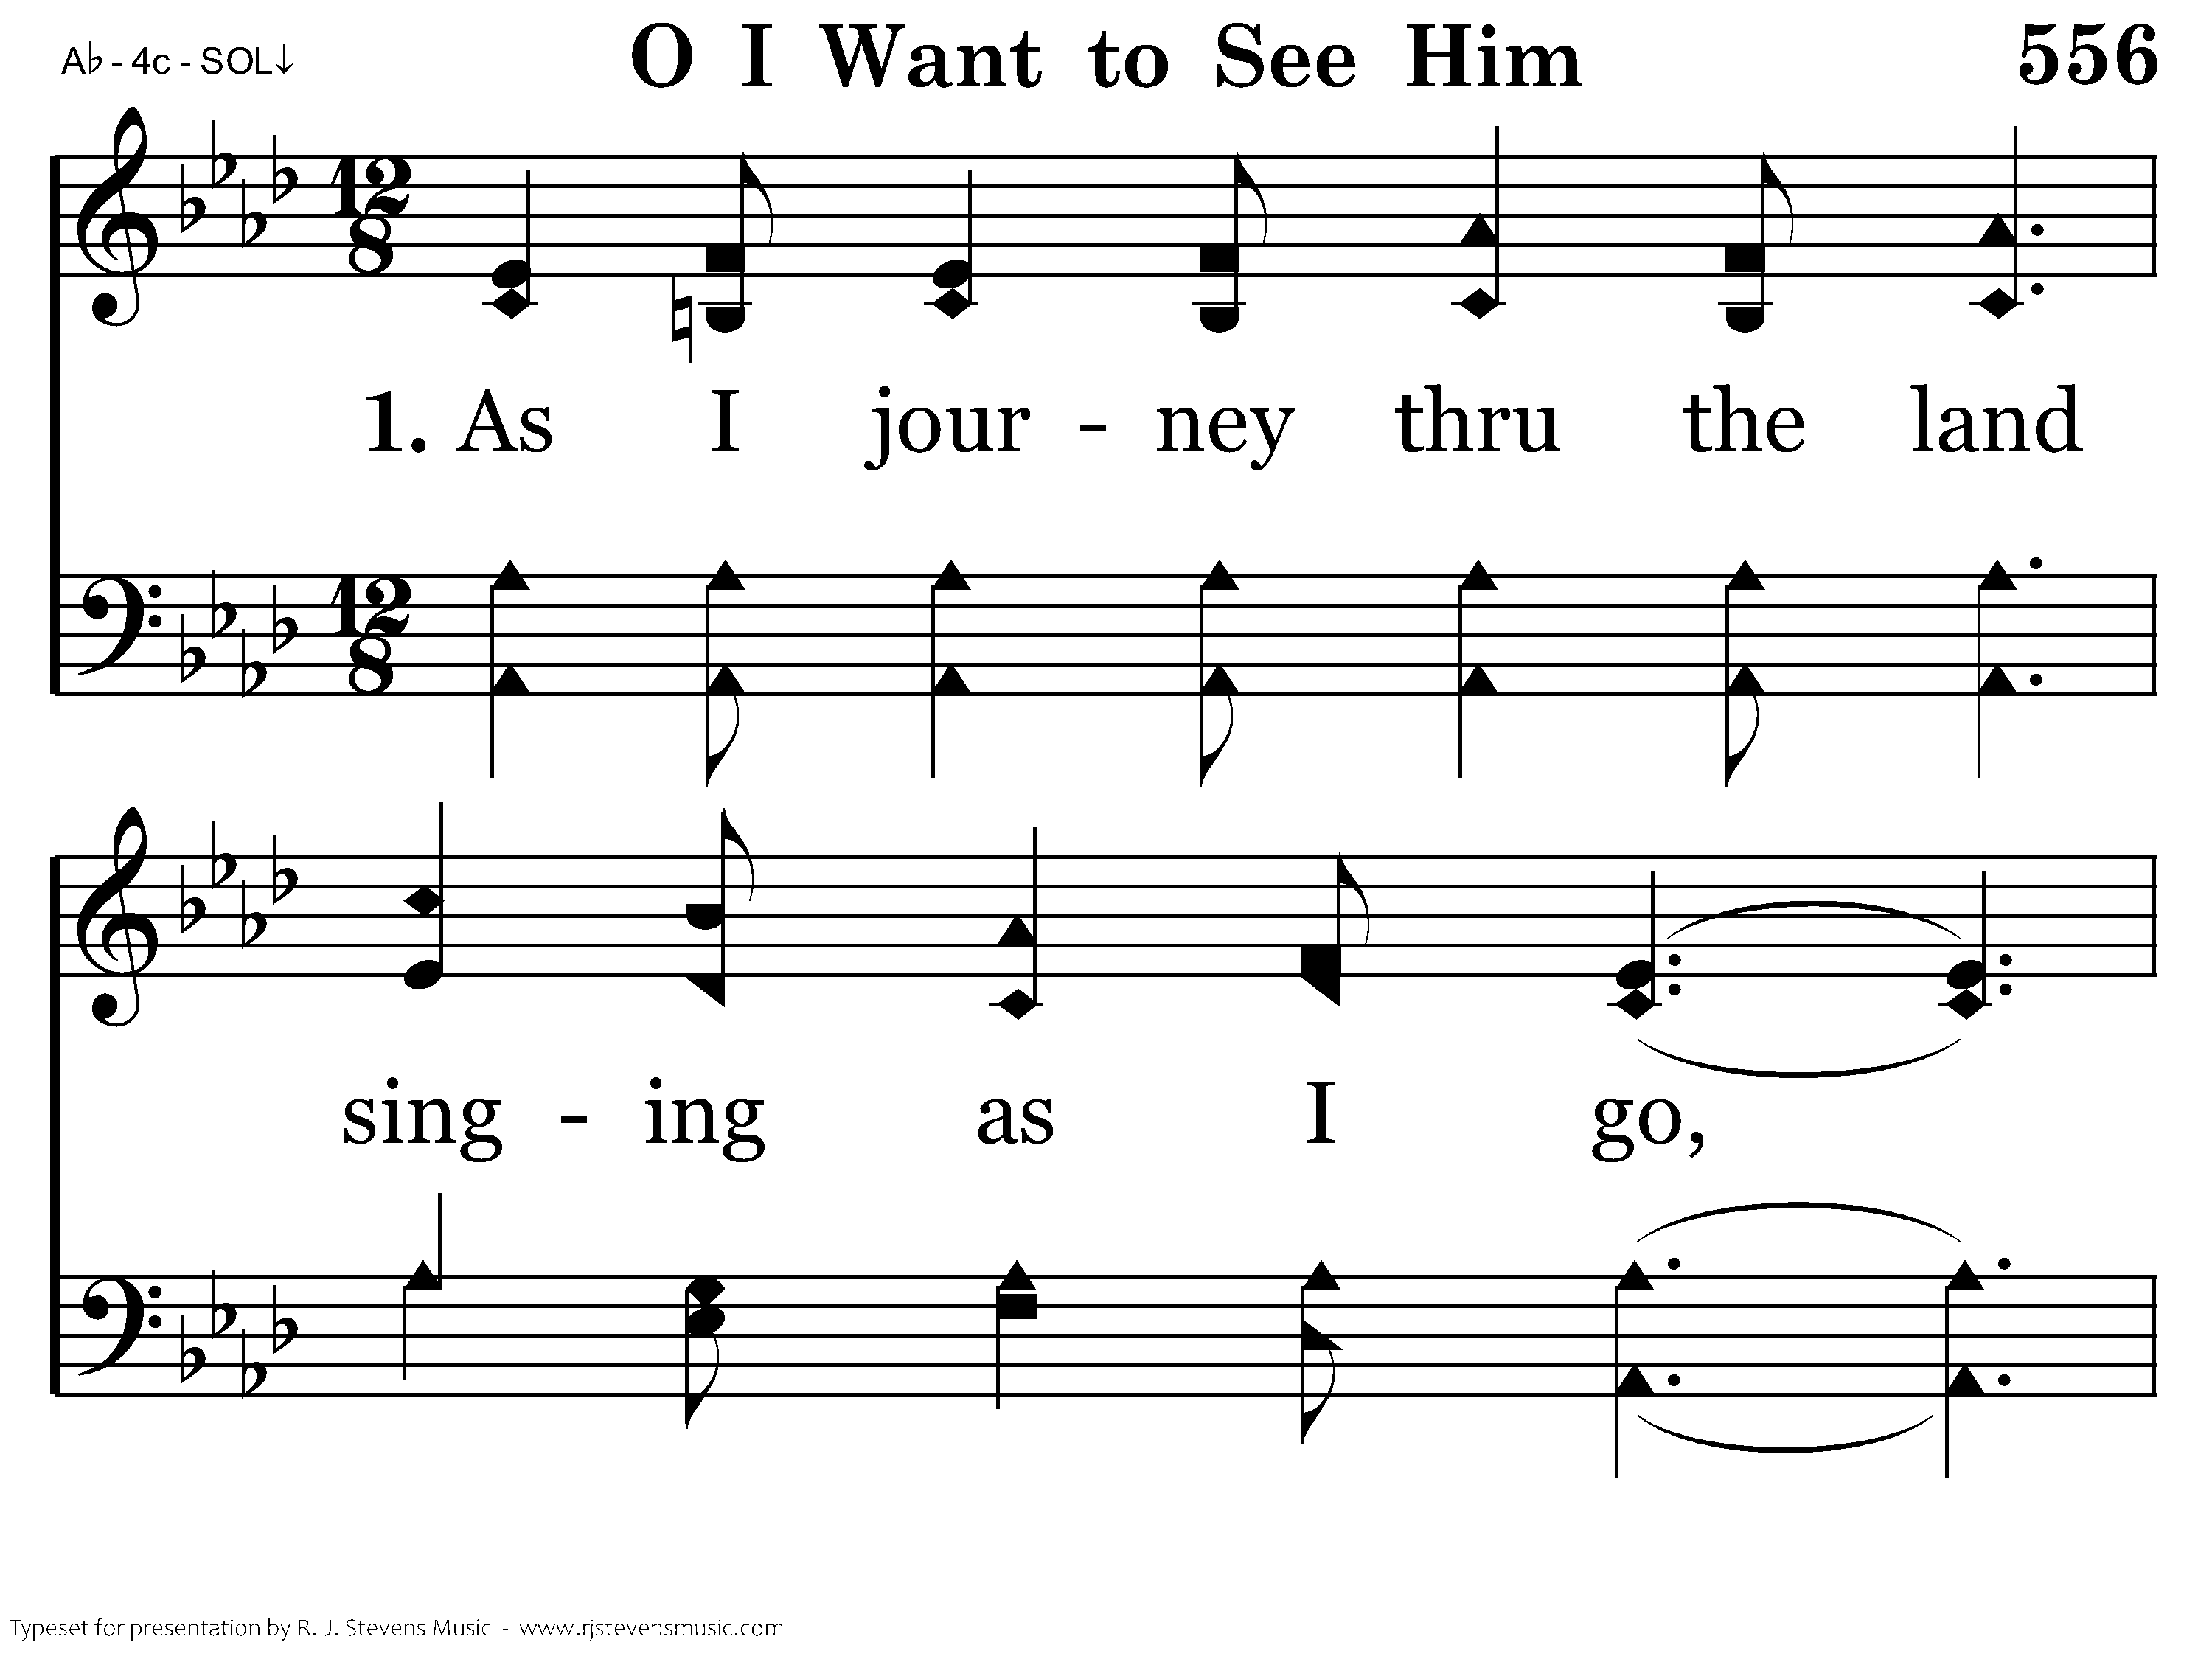 A♭ - 4c - SOL↓ O I Want to See Him 556
12
8
1. As I jour - ney thru the land
12
8
sing - ing as I go,
Typeset for presentation by R. J. Stevens Music - www.rjstevensmusic.com